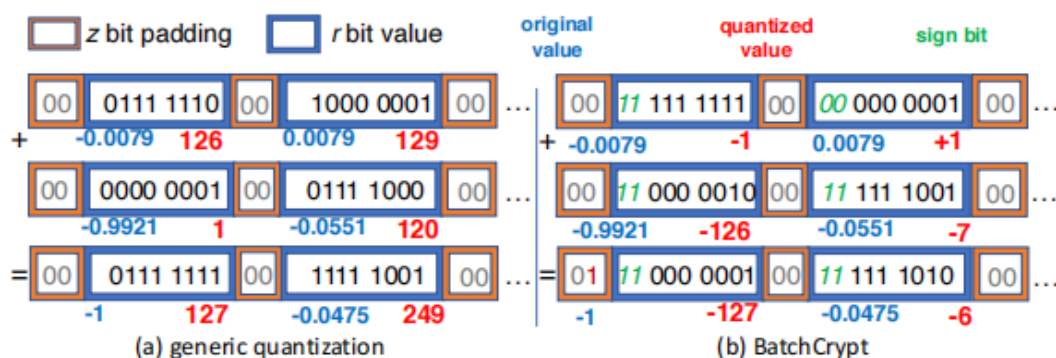 z bit padding r bit value original value quantized value sign bit
00 0111 1110 00 1000 0001 00 ... 00 11 111 1111 00 00 000 0001 00 ...
+ -0.0079 126 0.0079 129 + -0.0079 -1 0.0079 +1
00 0000 0001 00 0111 1000 00 ... 00 11 000 0010 00 11 111 1001 00 ...
-0.9921 1 -0.0551 120 -0.9921 -126 -0.0551 -7
= 00 0111 1111 00 1111 1001 00 ... = 01 11 000 0001 00 11 111 1010 00 ...
-1 127 -0.0475 249 -1 -127 -0.0475 -6
(a) generic quantization (b) BatchCrypt